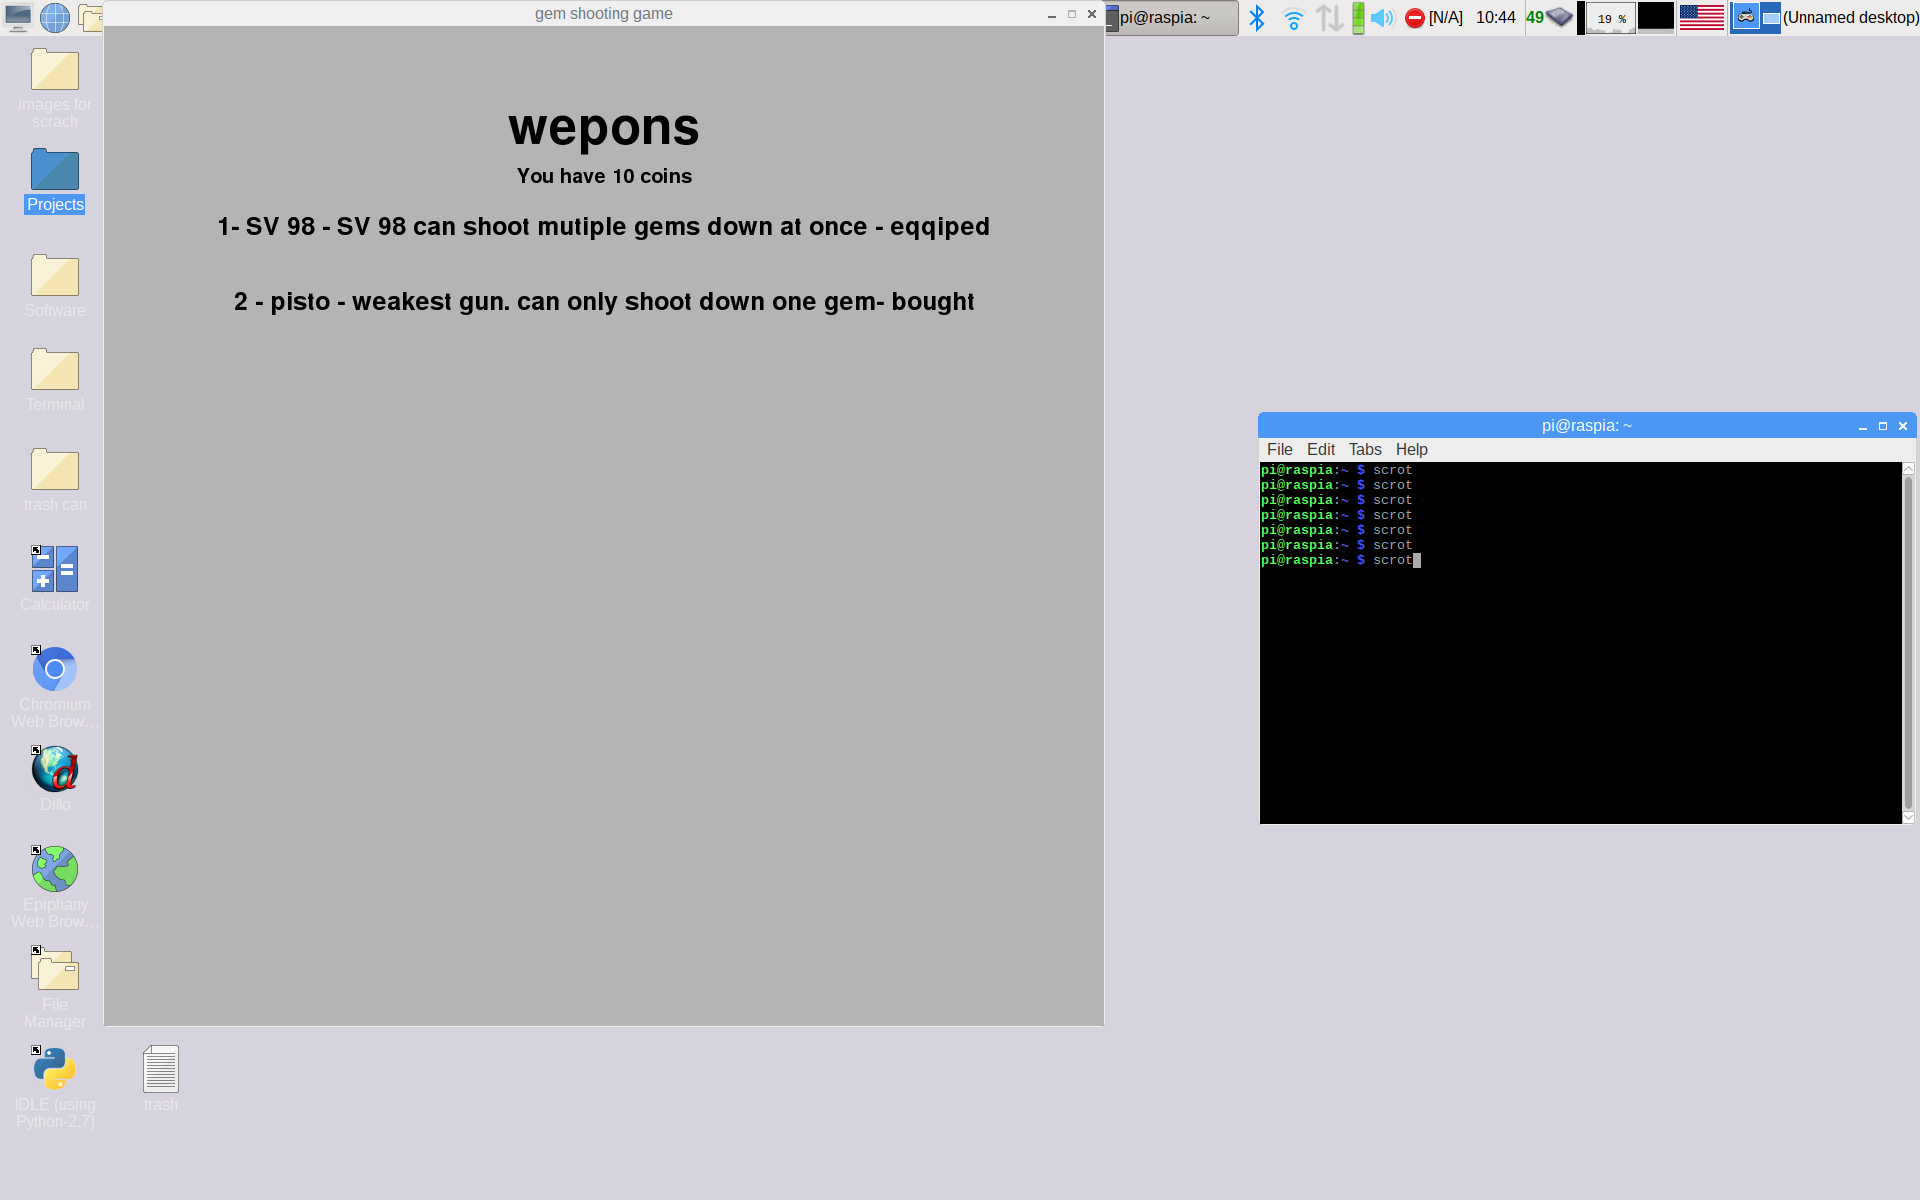 gem shooting game
pi@raspia: ~
[N/A]
10:44
49
19 %
(Unnamed desktop)
images for
scrach
Projects
Software
Terminal
trash can
Calculator
Chromium
Web Brow...
Dillo
Epiphany
Web Brow...
File
Manager
IDLE (using
Python-2.7)
trash
wepons
You have 10 coins
1- SV 98 - SV 98 can shoot mutiple gems down at once - eqqiped
2 - pisto - weakest gun. can only shoot down one gem- bought
pi@raspia: ~
File Edit Tabs Help
pi@raspia:~ $ scrot
pi@raspia:~ $ scrot
pi@raspia:~ $ scrot
pi@raspia:~ $ scrot
pi@raspia:~ $ scrot
pi@raspia:~ $ scrot
pi@raspia:~ $ scrot